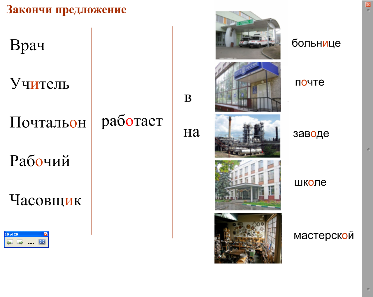 Закончи предложение
Врач
Учитель
Почтальон
Рабочий
Часовщик
работает
в
на
больнице
почте
заводе
школе
мастерской